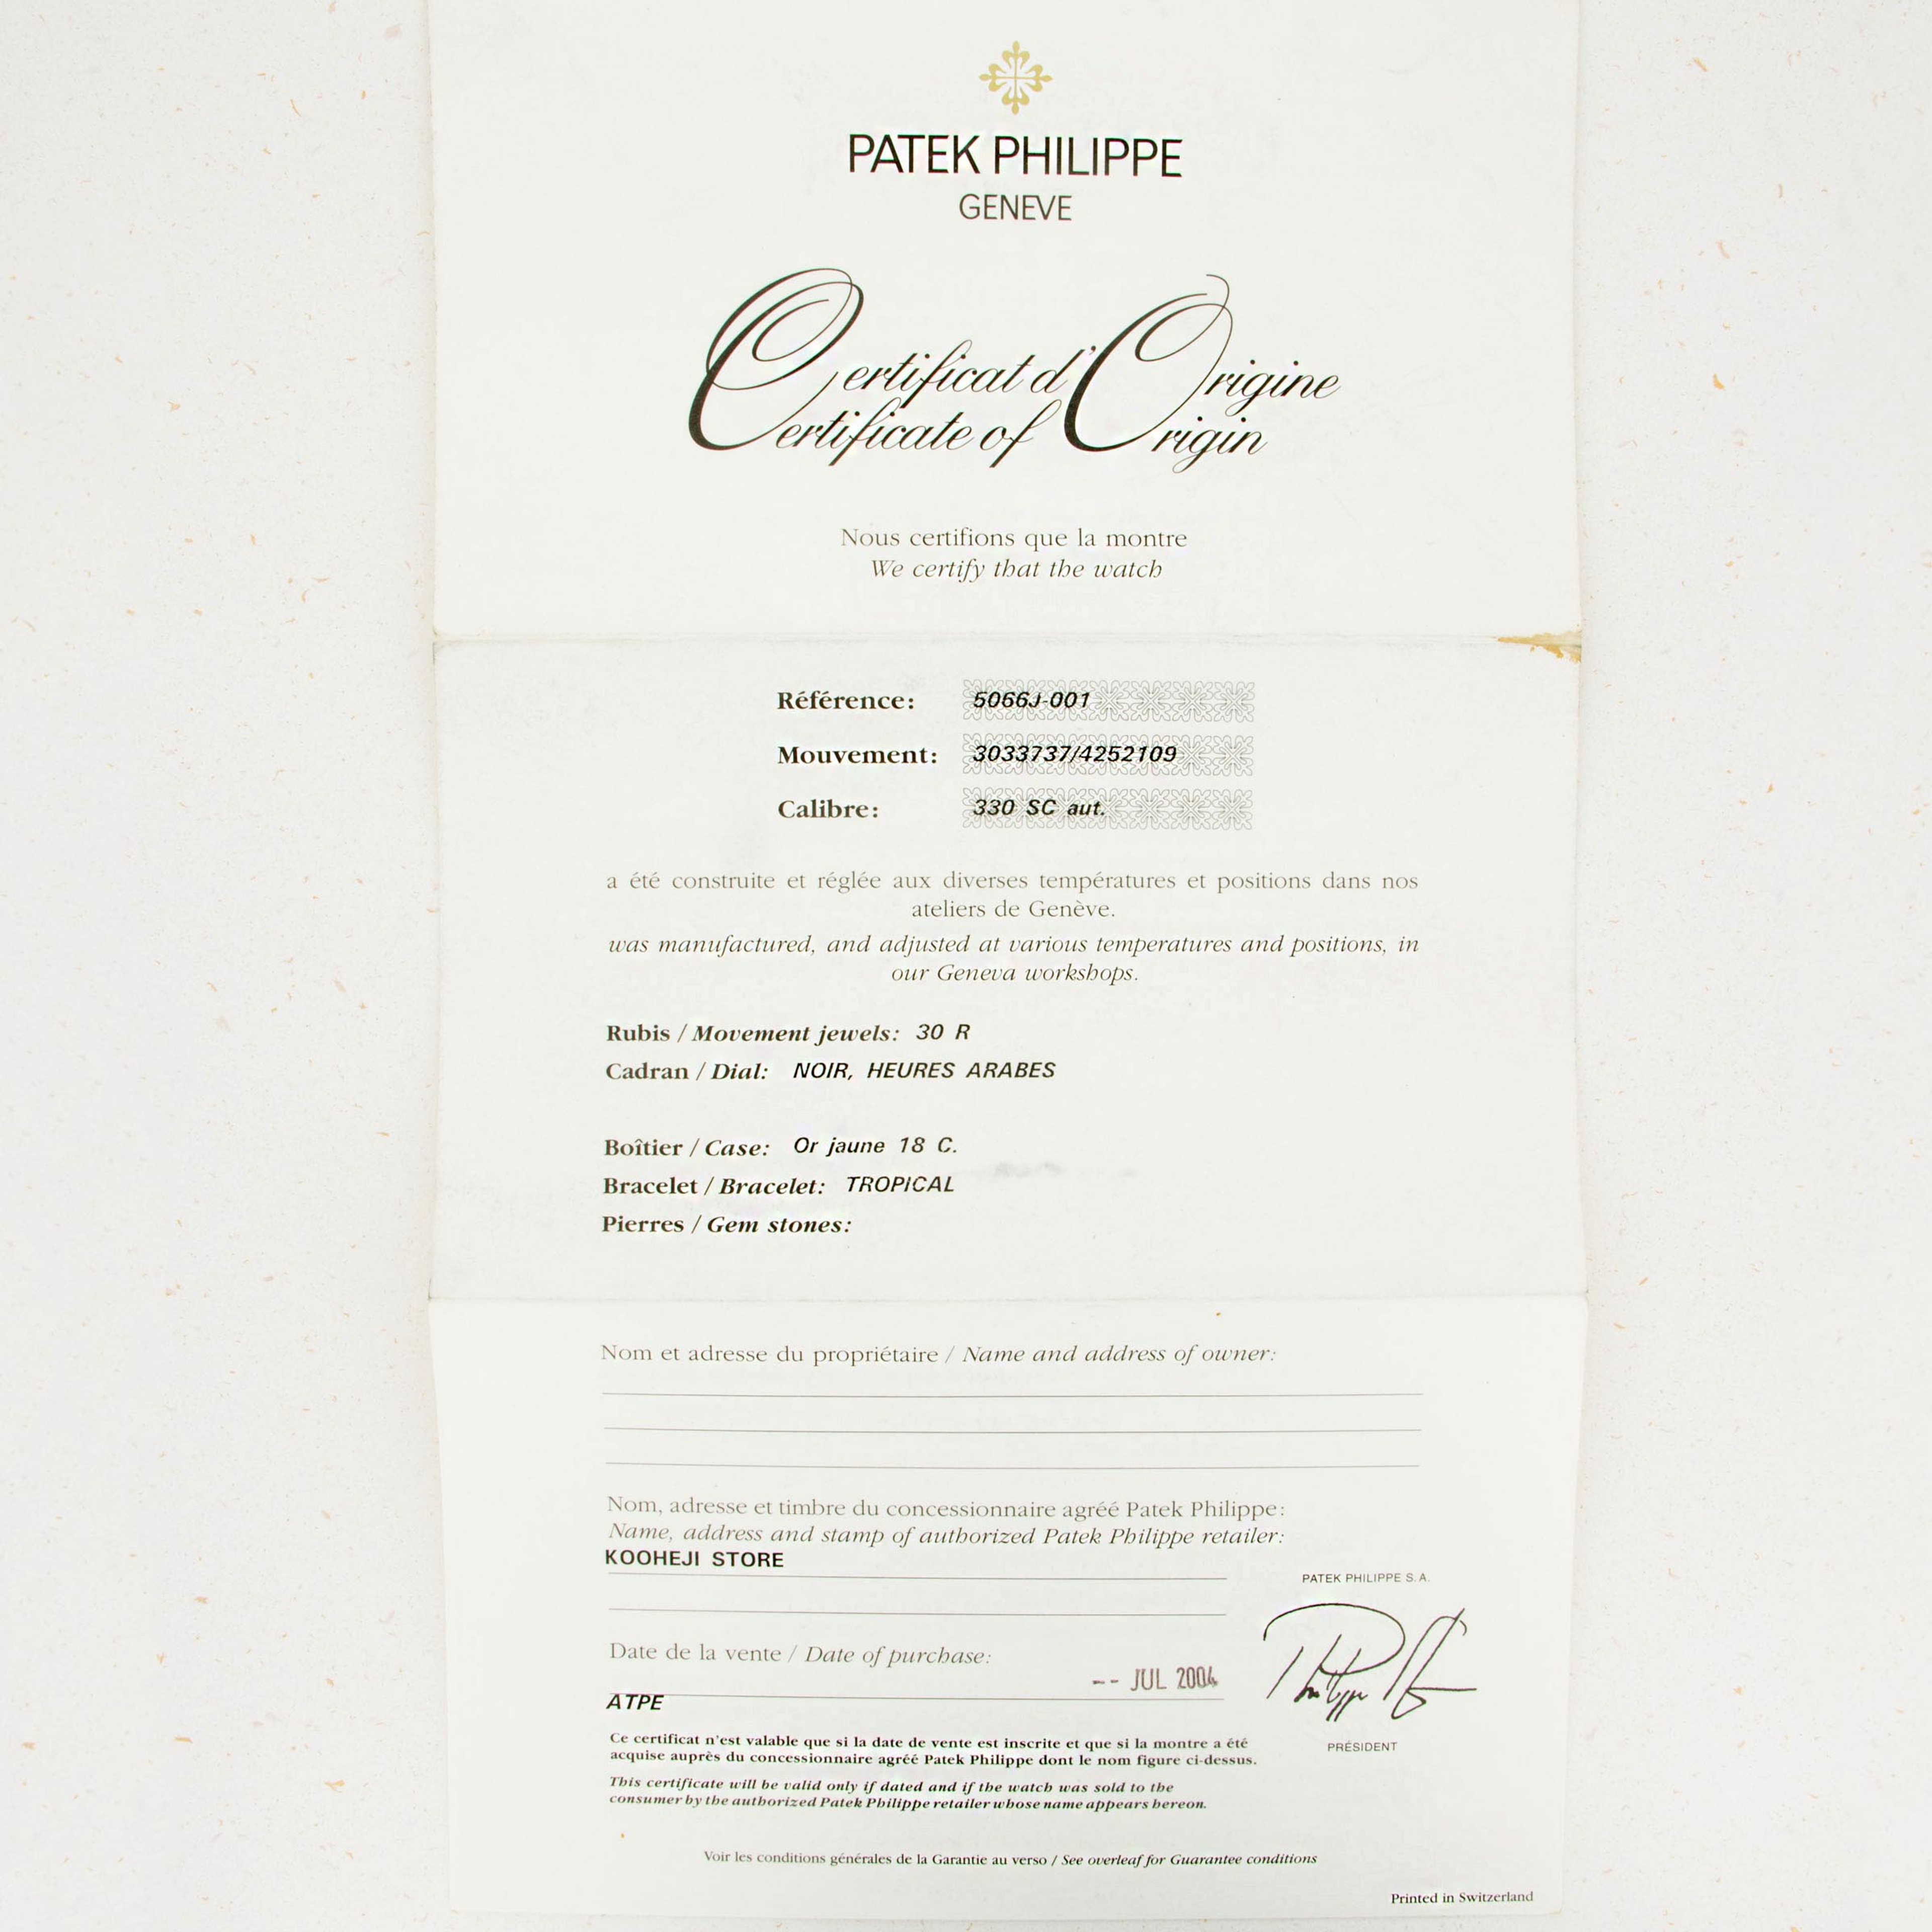 PATEK PHILIPPE
GENEVE
Certificat d'Origine
Certificate of Origin
Nous certifions que la montre
We certify that the watch
Référence: 5066J-001
Mouvement: 3033737/4252109
Calibre: 330 SC aut.
a été construite et réglée aux diverses températures et positions dans nos
ateliers de Genève.
was manufactured, and adjusted at various temperatures and positions, in
our Geneva workshops.
Rubis / Movement jewels: 30 R
Cadran / Dial: NOIR, HEURES ARABES
Boîtier / Case: Or jaune 18 C.
Bracelet / Bracelet: TROPICAL
Pierres / Gem stones:
Nom et adresse du propriétaire / Name and address of owner:
Nom, adresse et timbre du concessionnaire agréé Patek Philippe:
Name, address and stamp of authorized Patek Philippe retailer:
KOOHEJI STORE
PATEK PHILIPPE S.A.
Date de la vente / Date of purchase:
-- JUL 2004
ATPE
PRÉSIDENT
Ce certificat n'est valable que si la date de vente est inscrite et que si la montre a été
acquise auprès du concessionnaire agréé Patek Philippe dont le nom figure ci-dessus.
This certificate will be valid only if dated and if the watch was sold to the
consumer by the authorized Patek Philippe retailer whose name appears hereon.
Voir les conditions générales de la Garantie au verso / See overleaf for Guarantee conditions
Printed in Switzerland